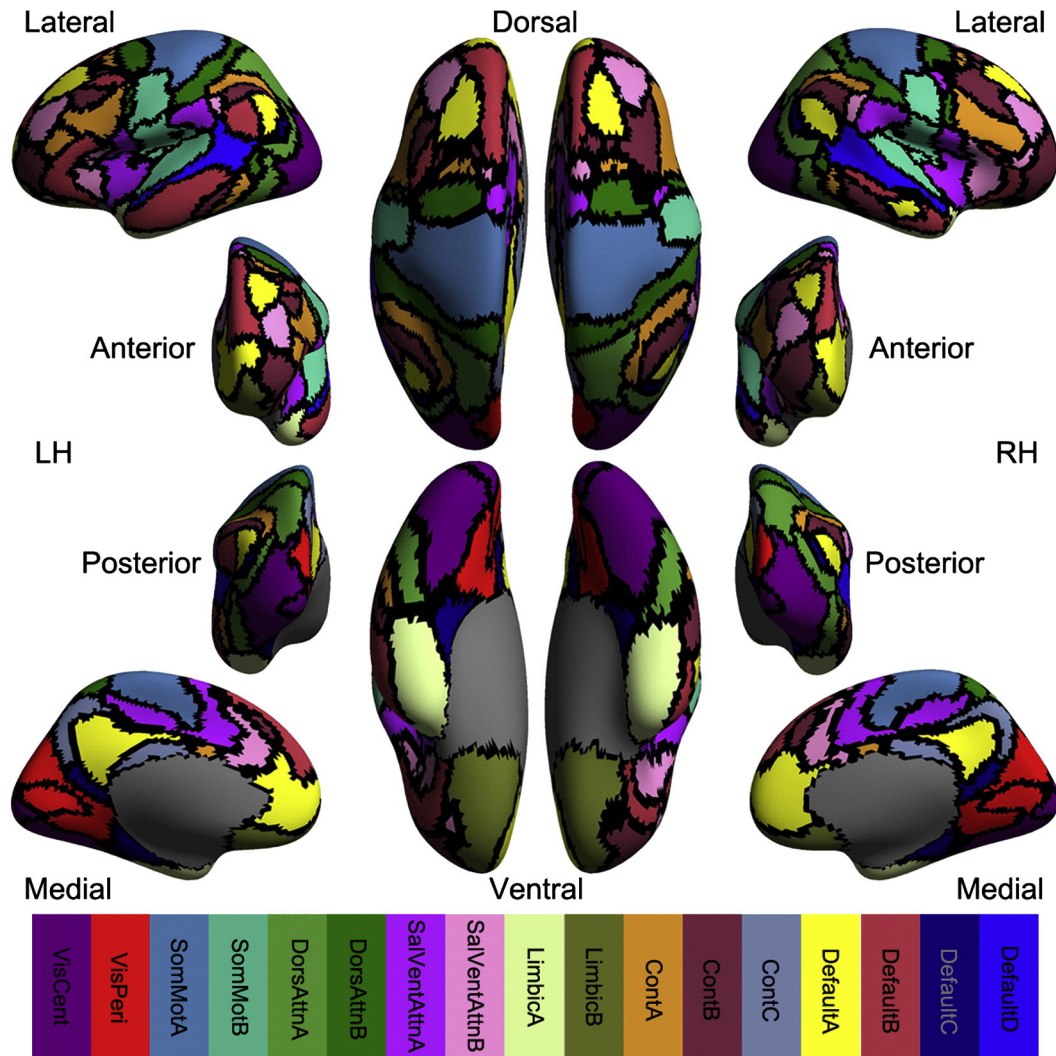 Lateral
Dorsal
Lateral
Anterior
Anterior
LH
RH
Posterior
Posterior
Medial
Ventral
Medial
VisCent
VisPeri
SomMotA
SomMotB
DorsAttnA
DorsAttnB
SalVentAttnA
SalVentAttnB
LimbicA
LimbicB
ContA
ContB
ContC
DefaultA
DefaultB
DefaultC
DefaultD